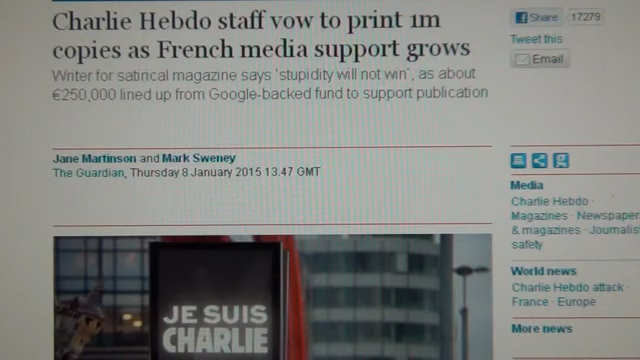 Charlie Hebdo staff vow to print 1m
copies as French media support grows
Writer for satirical magazine says 'stupidity will not win', as about
€250,000 lined up from Google-backed fund to support publication
Jane Martinson and Mark Sweney
The Guardian, Thursday 8 January 2015 13.47 GMT
JE SUIS
CHARLIE
Share 17279
Tweet this
Email
Media
Charlie Hebdo ·
Magazines · Newspaper
& magazines · Journalis
safety
World news
Charlie Hebdo attack ·
France · Europe
More news